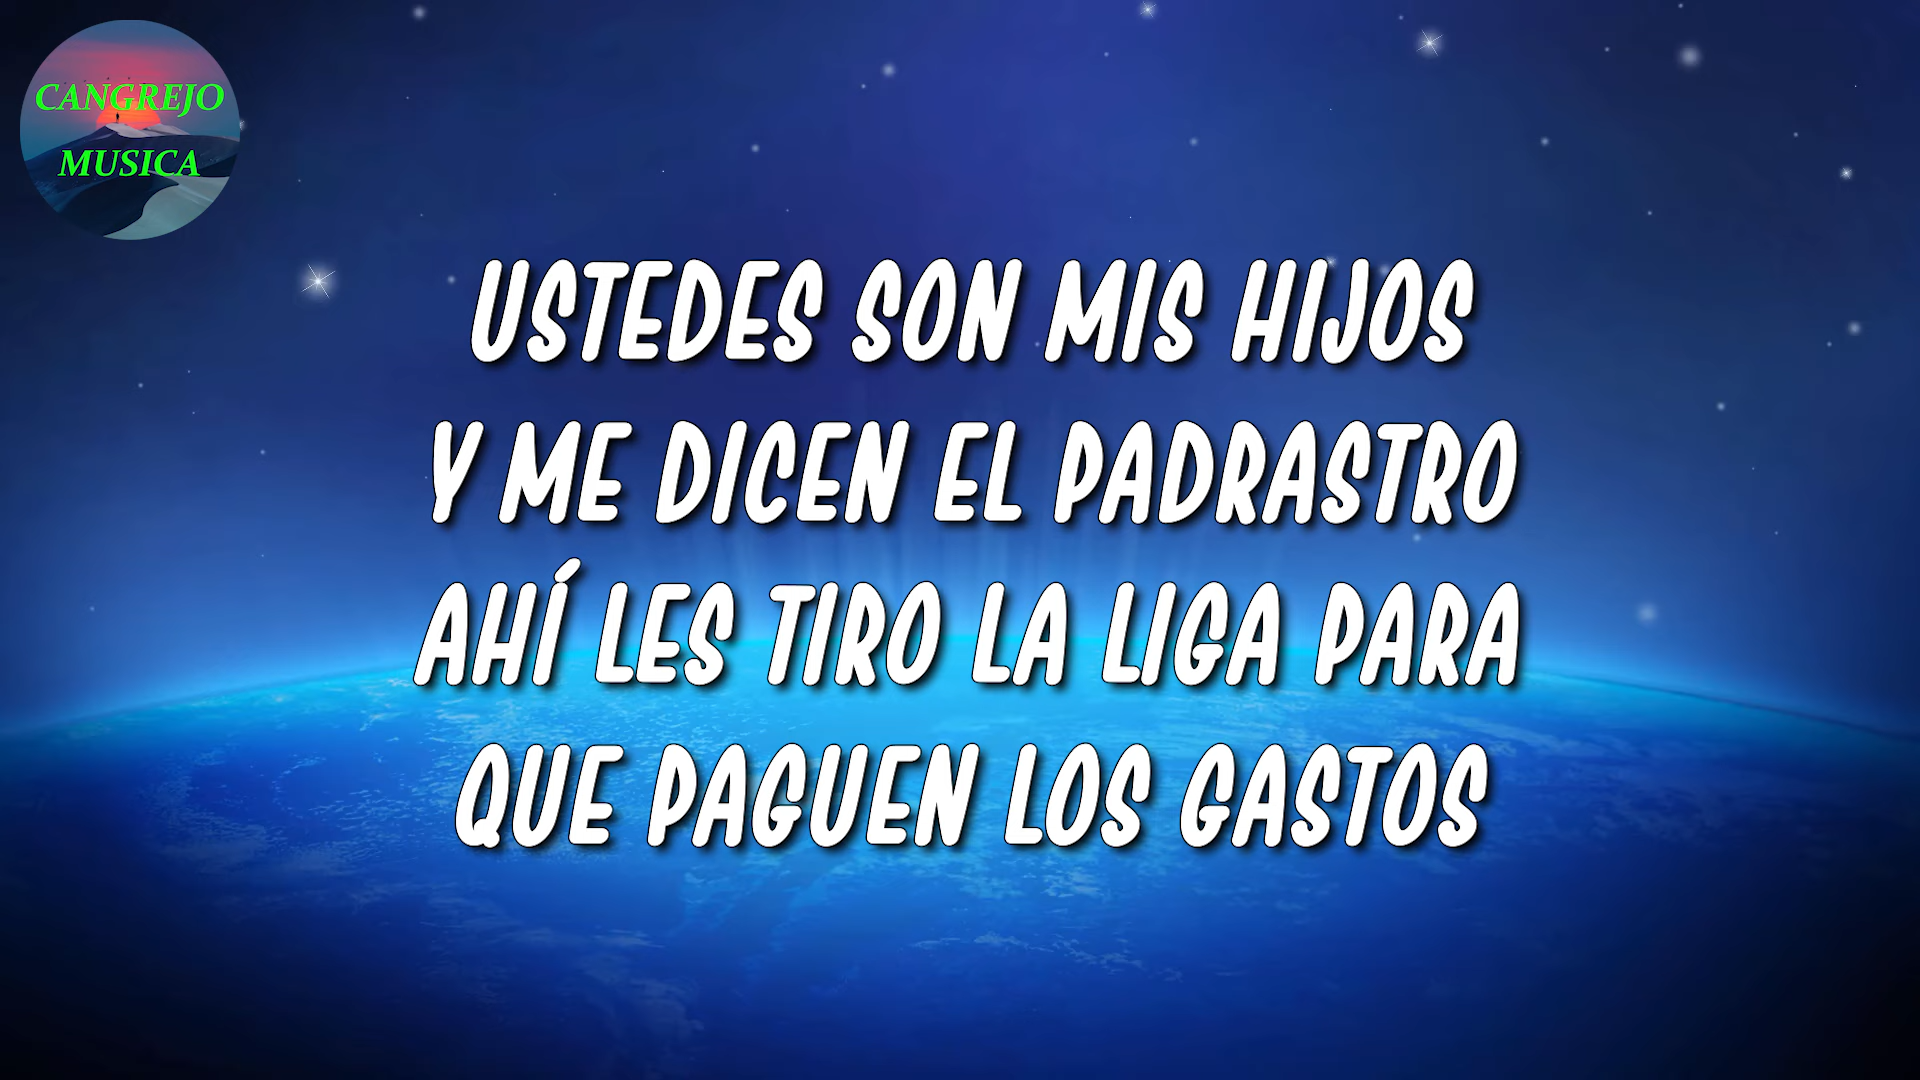 CANGREJO
MUSICA
USTEDES SON MIS HIJOS
Y ME DICEN EL PADRASTRO
AHÍ LES TIRO LA LIGA PARA
QUE PAGUEN LOS GASTOS